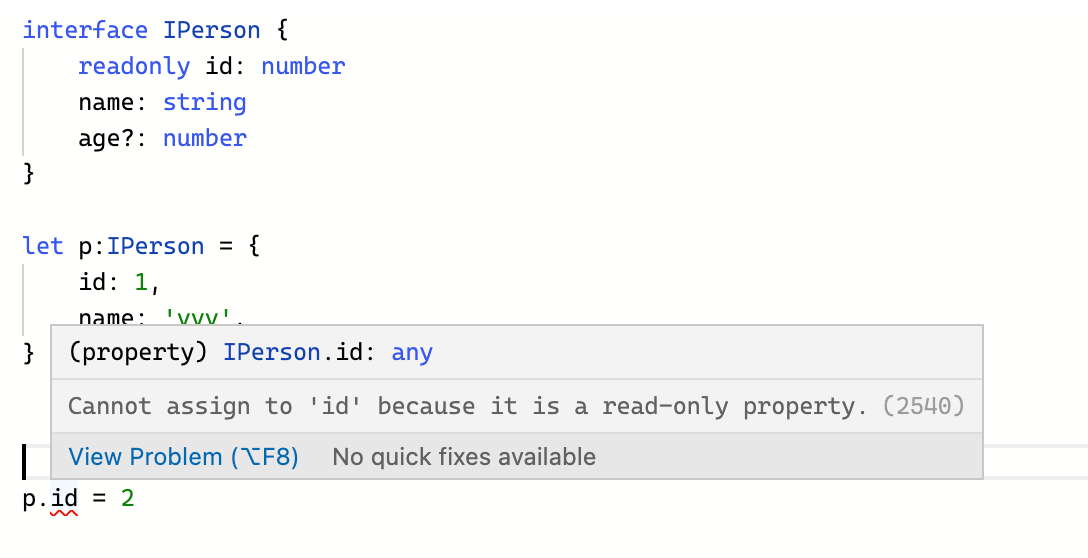 interface IPerson {
readonly id: number
name: string
age?: number
}
let p:IPerson = {
id: 1,
name: 'yyy',
}
(property) IPerson.id: any
Cannot assign to 'id' because it is a read-only property. (2540)
View Problem (⌥F8) No quick fixes available
p.id = 2